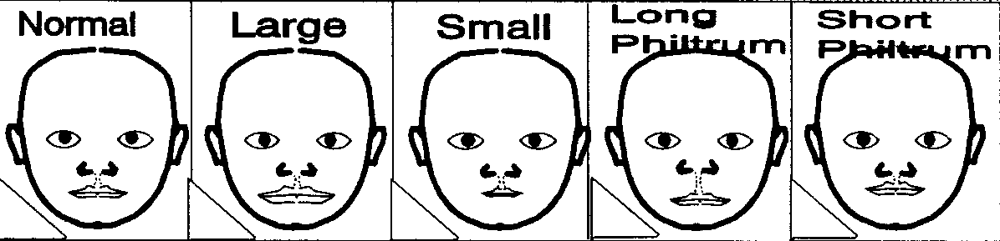 Normal
Large
Small
Long
Philtrum
Short
Philtrum